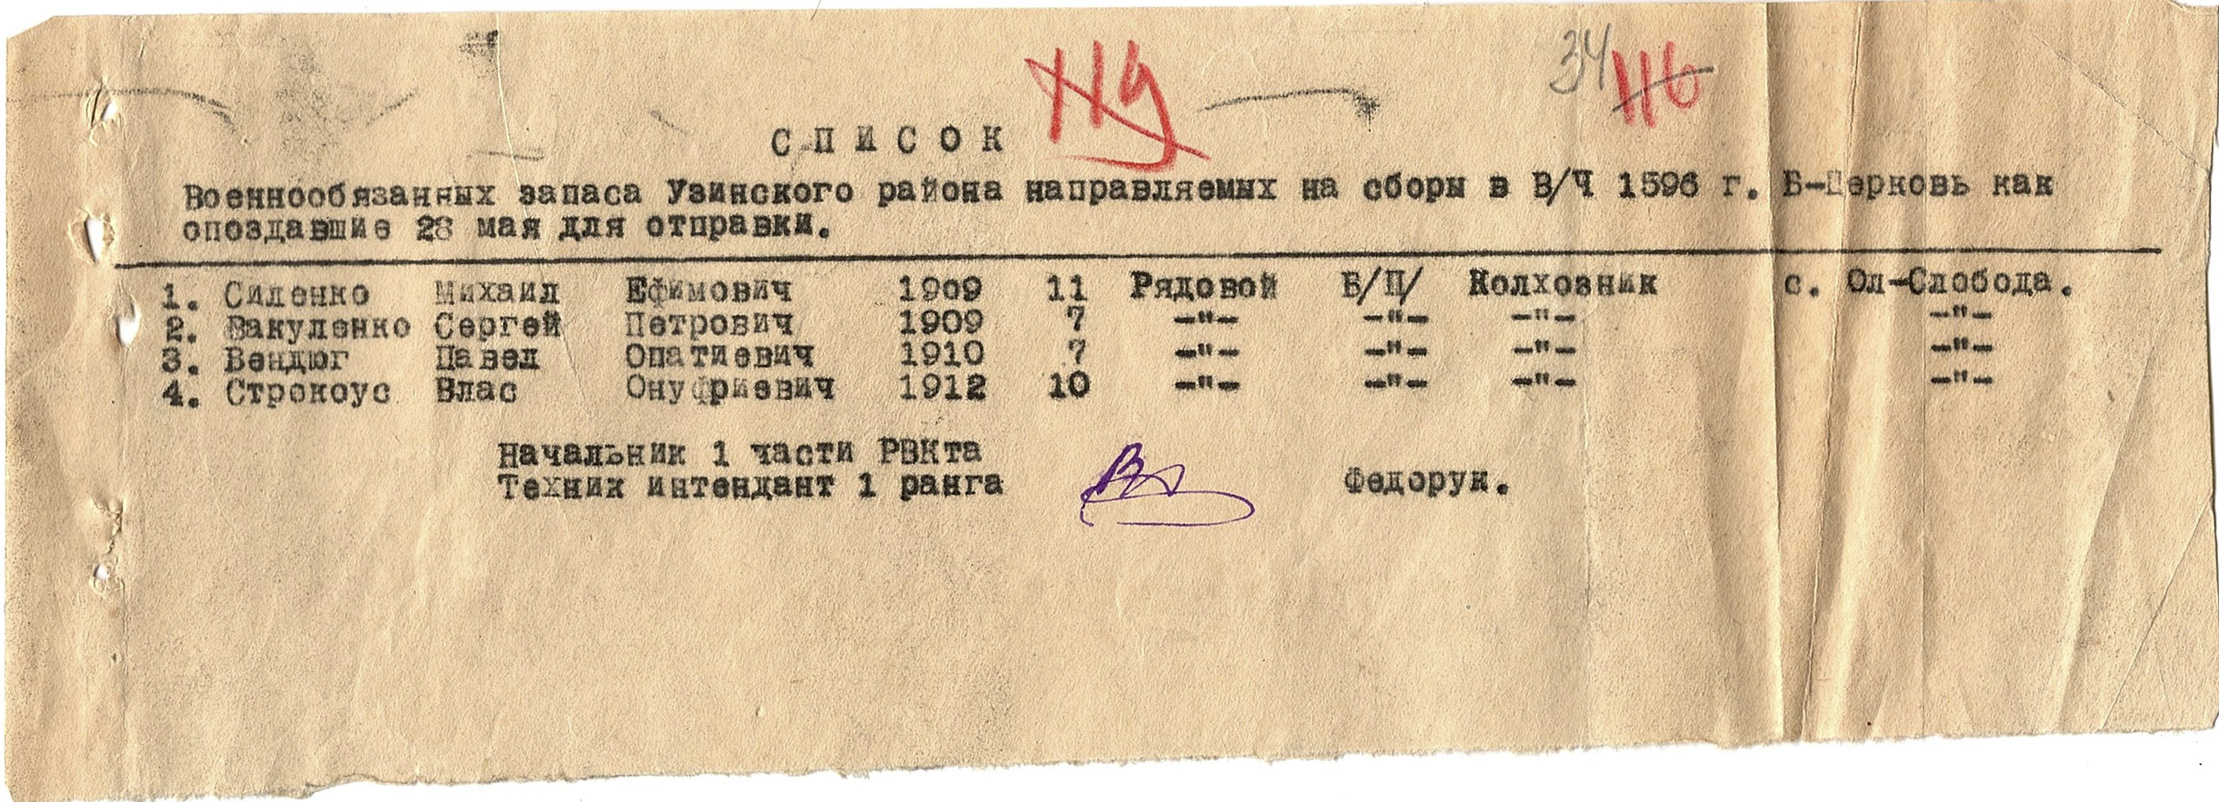 34 116
119
СПИСОК
Военнообязанных запаса Узинского района направляемых на сборы в В/Ч 1596 г. Б-Церковь как
опоздавшие 28 мая для отправки.
1. Силенко Михаил Ефимович 1909 11 Рядовой Б/П/ Колхозник с. Ол-Слобода.
2. Вакуленко Сергей Петрович 1909 7 -"- -"- -"- -"-
3. Вендюг Павел Опатиевич 1910 7 -"- -"- -"- -"-
4. Строкоус Влас Онуфриевич 1912 10 -"- -"- -"- -"-
Начальник 1 части РВКта
Техник интендант 1 ранга Федорук.